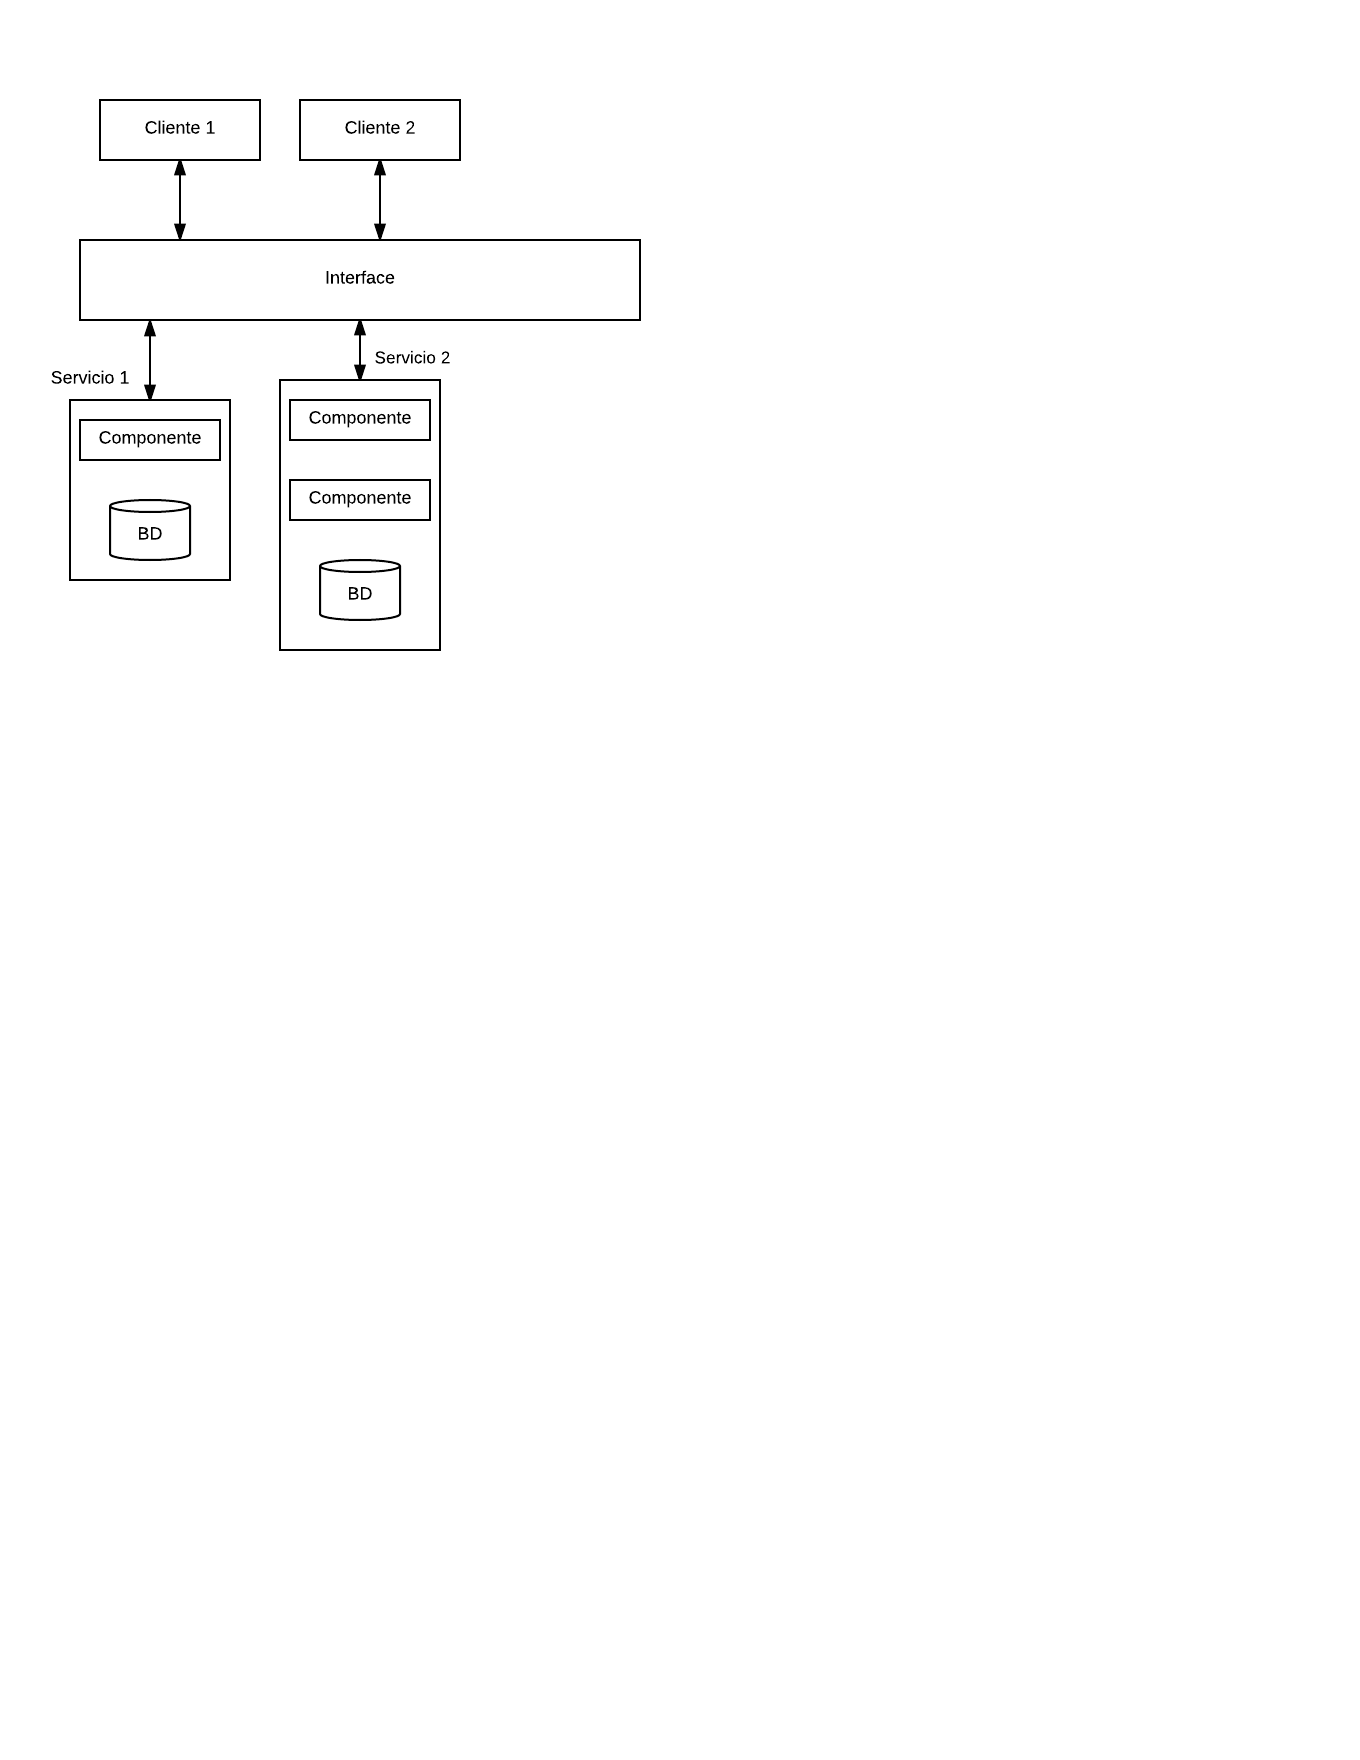 Cliente 1
Cliente 2
Interface
Servicio 1
Servicio 2
Componente
BD
Componente
Componente
BD